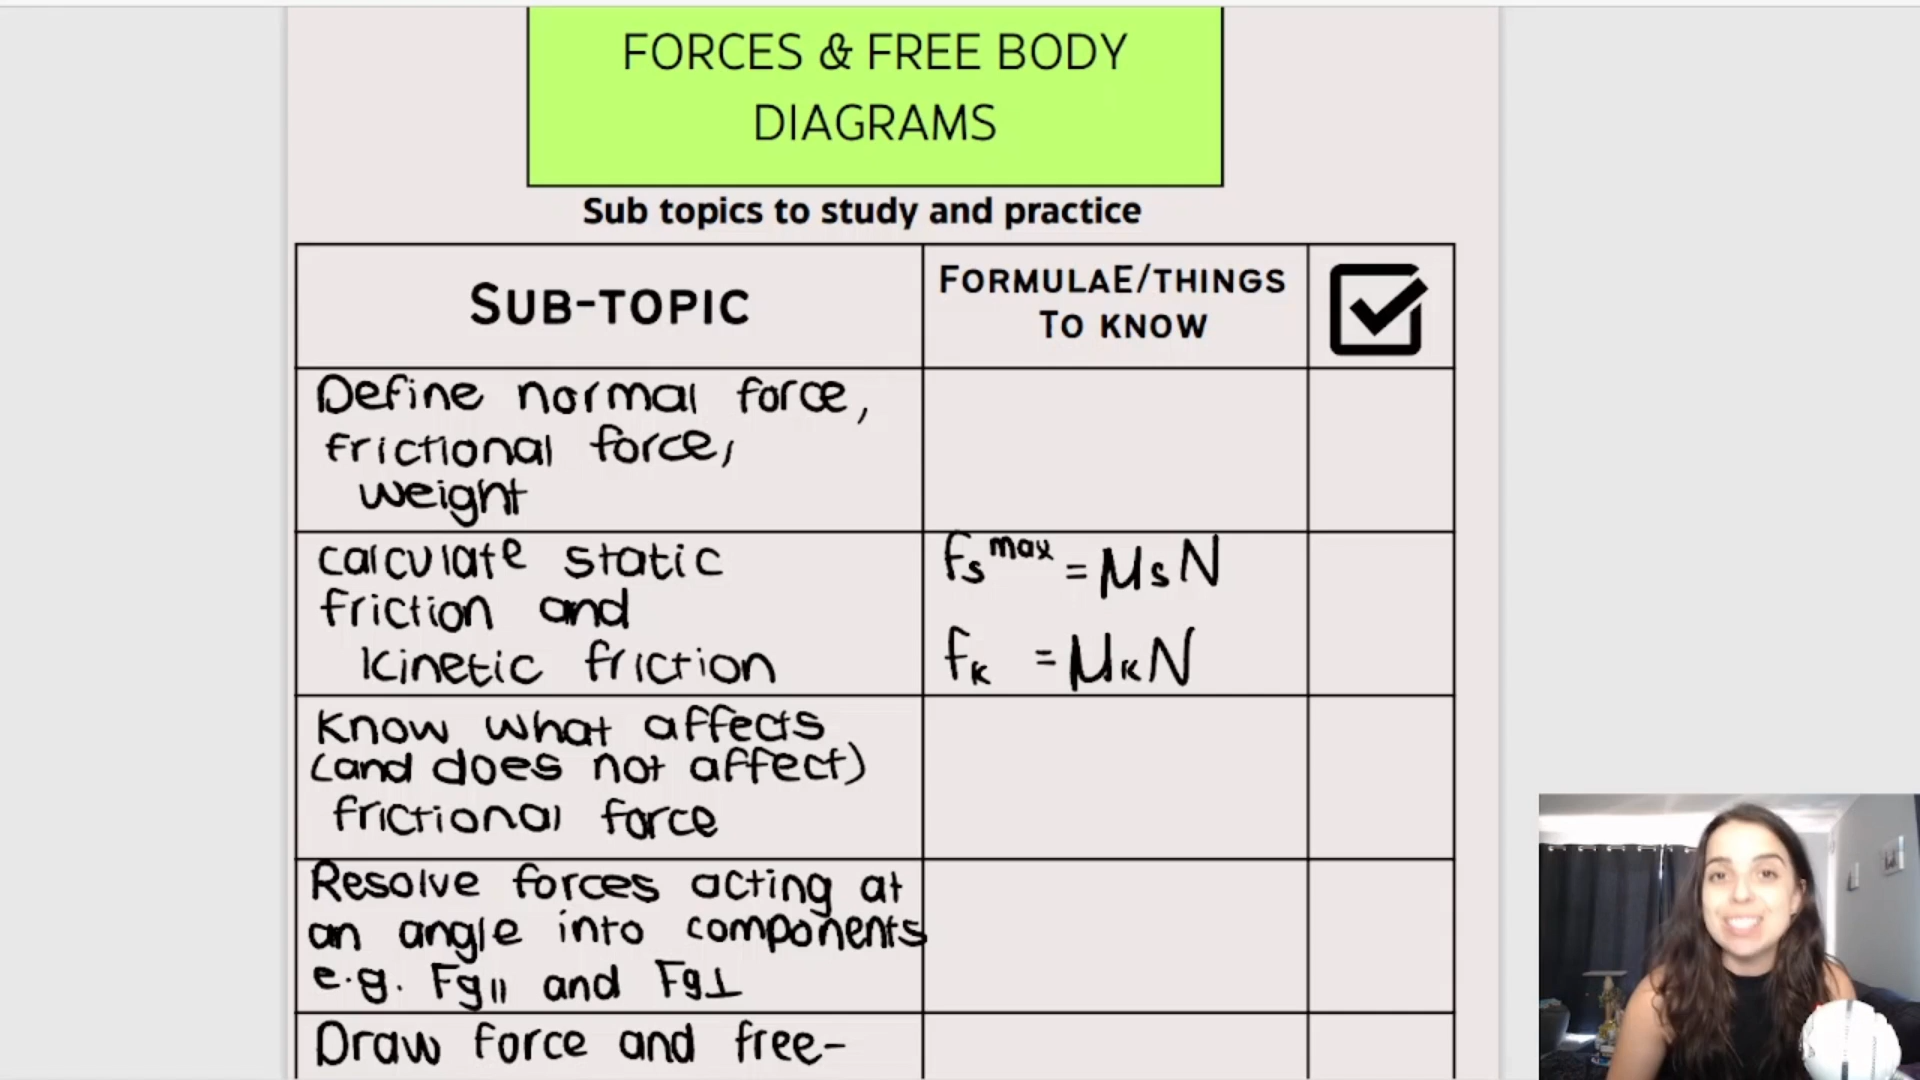 FORCES & FREE BODY
DIAGRAMS
Sub topics to study and practice
SUB-TOPIC
FORMULAE/THINGS
TO KNOW
Define normal force,
frictional force,
weight
calculate static
friction and
kinetic friction
fs max = μs N
fk = μk N
Know what affects
(and does not affect)
frictional force
Resolve forces acting at
an angle into components
e.g. Fg∥ and Fg⊥
Draw force and free-